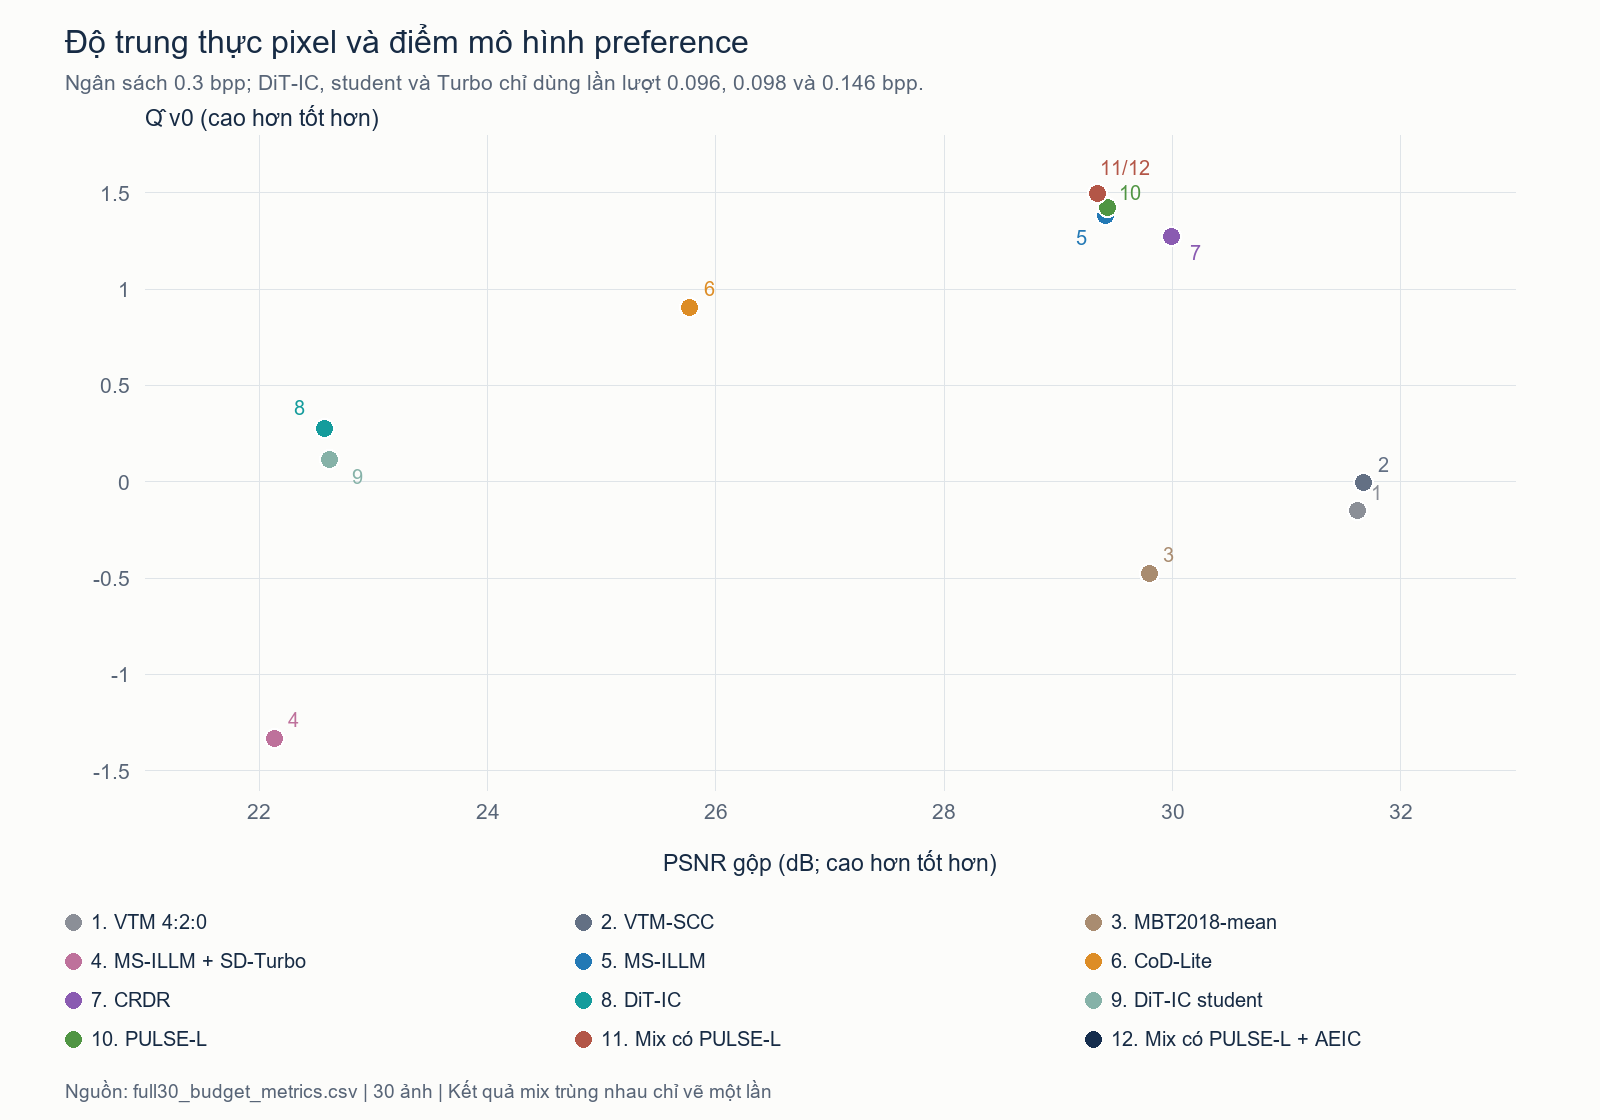 Độ trung thực pixel và điểm mô hình preference
Ngân sách 0.3 bpp; DiT-IC, student và Turbo chỉ dùng lần lượt 0.096, 0.098 và 0.146 bpp.
Q̂ v0 (cao hơn tốt hơn)
11/12
1.5
10
5
7
1
6
0.5
8
9
0
2
1
3
-0.5
-1
4
-1.5
22 24 26 28 30 32
PSNR gộp (dB; cao hơn tốt hơn)
1. VTM 4:2:0
2. VTM-SCC
3. MBT2018-mean
4. MS-ILLM + SD-Turbo
5. MS-ILLM
6. CoD-Lite
7. CRDR
8. DiT-IC
9. DiT-IC student
10. PULSE-L
11. Mix có PULSE-L
12. Mix có PULSE-L + AEIC
Nguồn: full30_budget_metrics.csv | 30 ảnh | Kết quả mix trùng nhau chỉ vẽ một lần